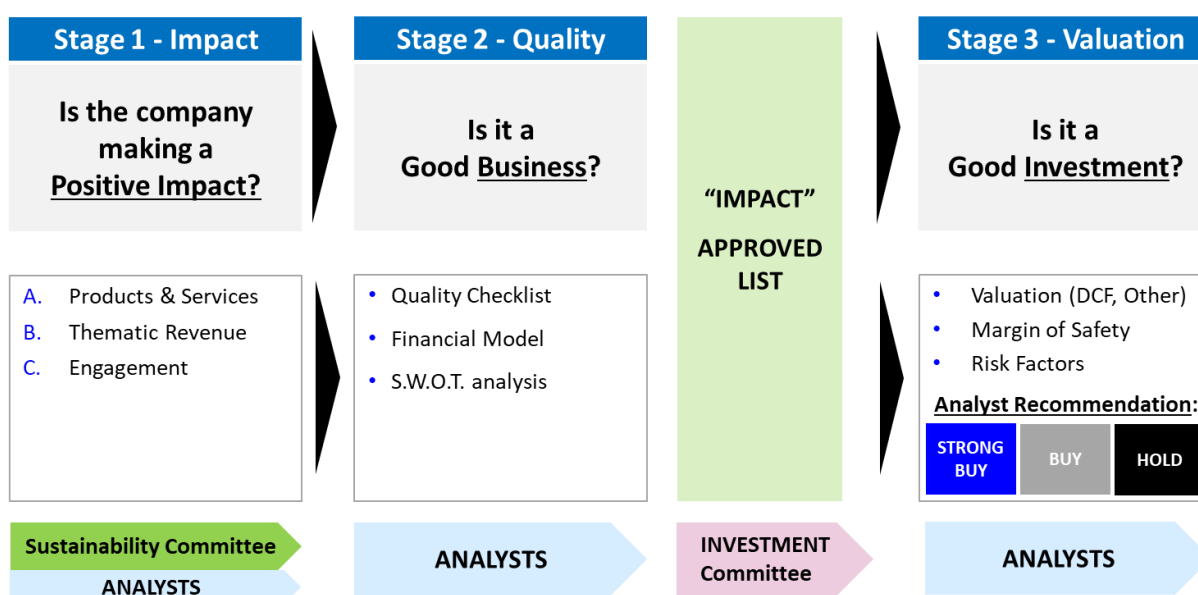 Stage 1 - Impact
Is the company
making a
Positive Impact?
A. Products & Services
B. Thematic Revenue
C. Engagement
Sustainability Committee
ANALYSTS
Stage 2 - Quality
Is it a
Good Business?
• Quality Checklist
• Financial Model
• S.W.O.T. analysis
ANALYSTS
“IMPACT”
APPROVED
LIST
INVESTMENT
Committee
Stage 3 - Valuation
Is it a
Good Investment?
• Valuation (DCF, Other)
• Margin of Safety
• Risk Factors
Analyst Recommendation:
STRONG
BUY
BUY
HOLD
ANALYSTS